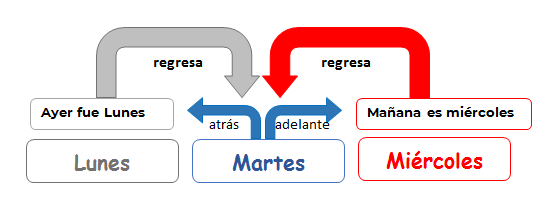 regresa
regresa
Ayer fue Lunes
Mañana es miércoles
atrás
adelante
Lunes
Martes
Miércoles